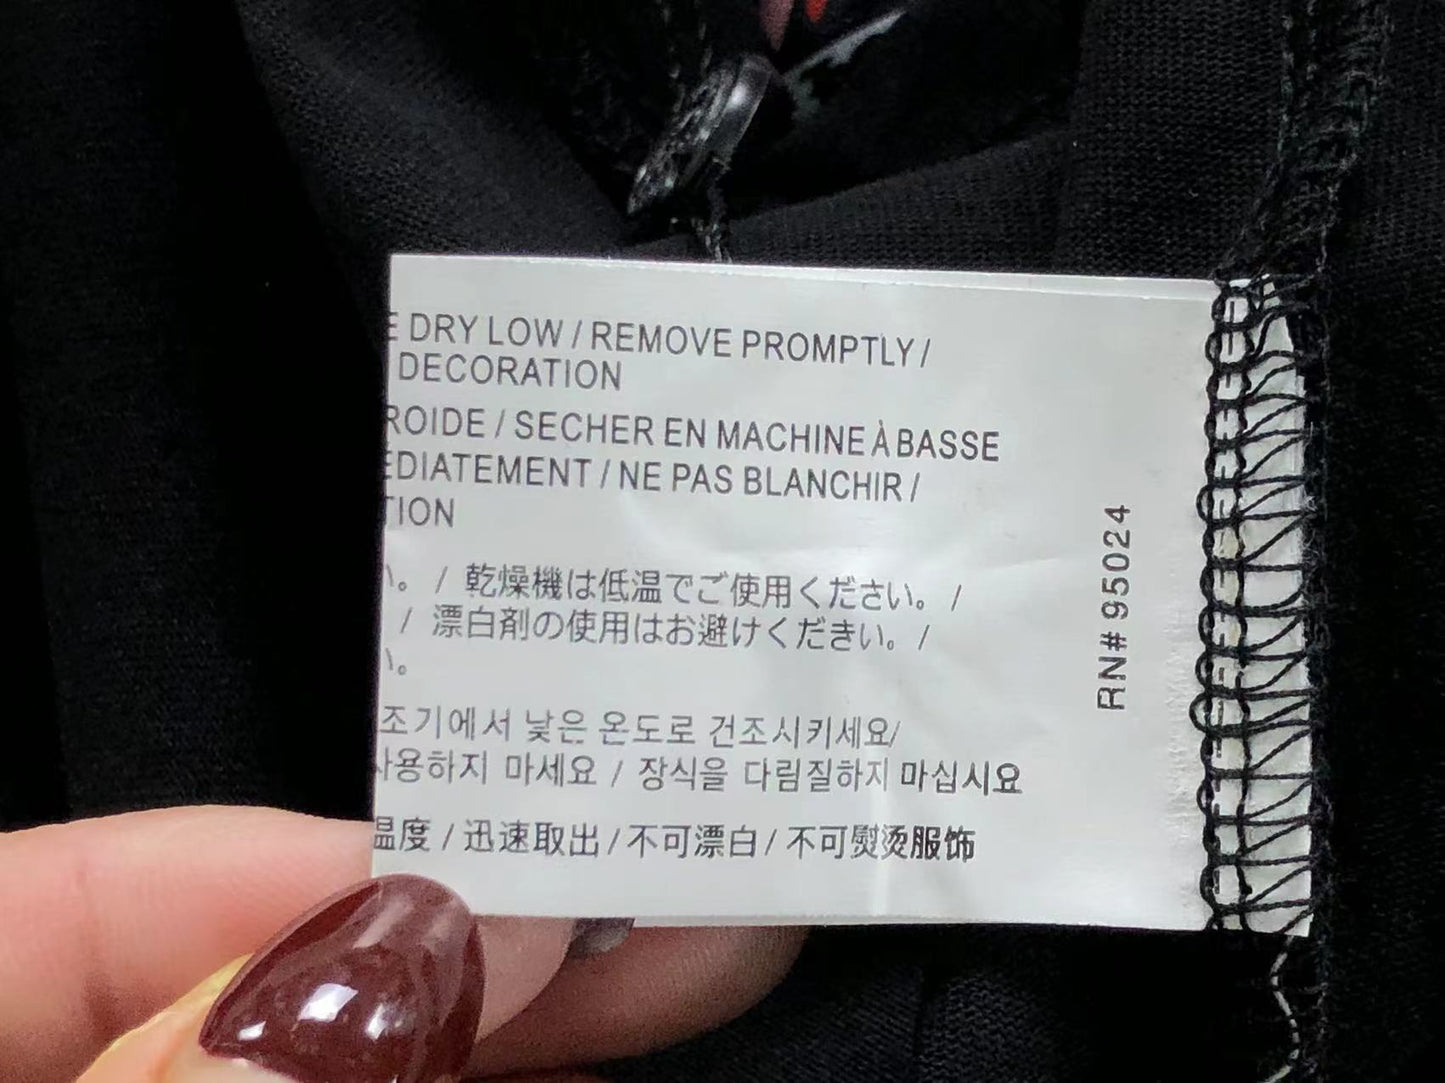 E DRY LOW / REMOVE PROMPTLY /
DECORATION
ROIDE / SECHER EN MACHINE À BASSE
ÉDIATEMENT / NE PAS BLANCHIR /
TION
い。 / 乾燥機は低温でご使用ください。 /
/ 漂白剤の使用はお避けください。 /
い。
조기에서 낮은 온도로 건조시키세요/
사용하지 마세요 / 장식을 다림질하지 마십시요
温度 / 迅速取出 / 不可漂白 / 不可熨烫服饰
RN# 95024